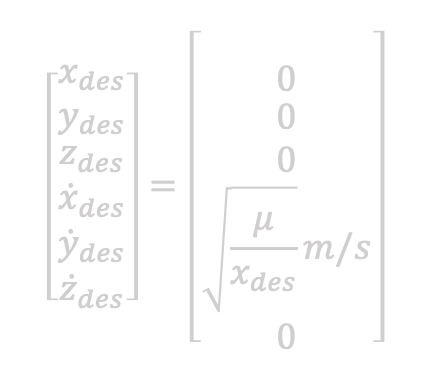 [x_des y_des z_des ẋ_des ẏ_des ż_des] = [0 0 0 √(μ/x_des) m/s 0]